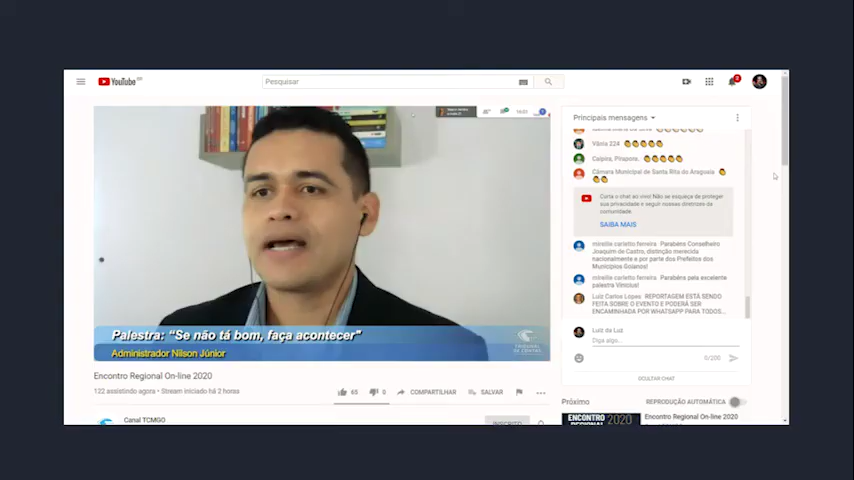 YouTube BR
Pesquisar
Palestra: "Se não tá bom, faça acontecer"
Administrador Nilson Júnior
TRIBUNAL
DE CONTAS
Encontro Regional On-line 2020
122 assistindo agora • Stream iniciado há 2 horas
65
0
COMPARTILHAR
SALVAR
Canal TCMGO
INSCRITO
Principais mensagens
Vânia 224
Caipira, Pirapora.
Câmara Municipal de Santa Rita do Araguaia
Curta o chat ao vivo! Não se esqueça de proteger
sua privacidade e seguir nossas diretrizes da
comunidade.
SAIBA MAIS
mireille carletto ferreira Parabéns Conselheiro
Joaquim de Castro, distinção merecida
nacionalmente e por parte dos Prefeitos dos
Municípios Goianos!
mireille carletto ferreira Parabéns pela excelente
palestra Vinicius!
Luiz Carlos Lopes: REPORTAGEM ESTÁ SENDO
FEITA SOBRE O EVENTO E PODERÁ SER
ENCAMINHADA POR WHATSAPP PARA TODOS...
Luiz da Luz
Diga algo...
0/200
OCULTAR CHAT
Próximo
REPRODUÇÃO AUTOMÁTICA
ENCONTRO
REGIONAL 2020
Encontro Regional On-line 2020